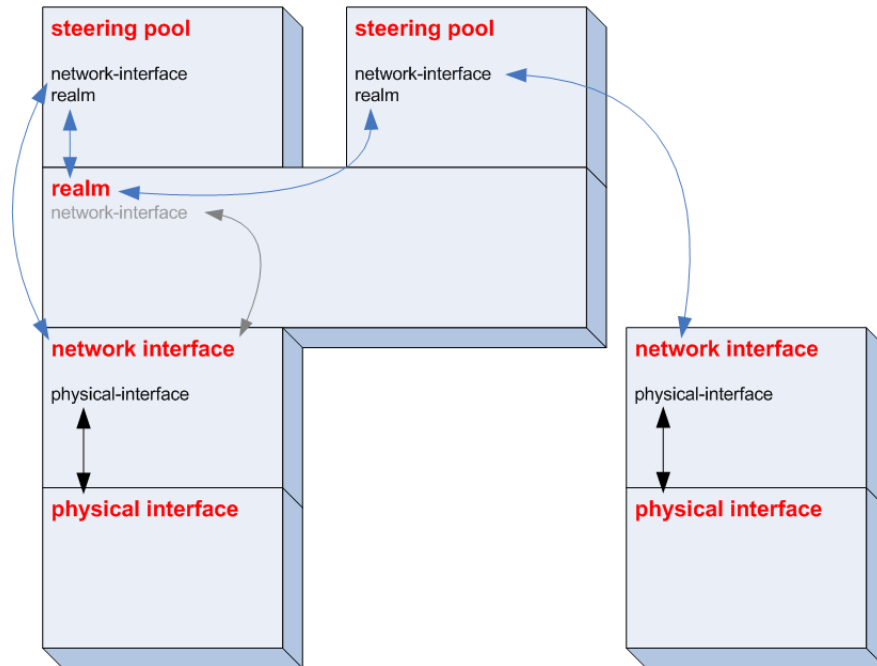 steering pool
network-interface
realm
steering pool
network-interface
realm
realm
network-interface
network interface
physical-interface
physical interface
network interface
physical-interface
physical interface